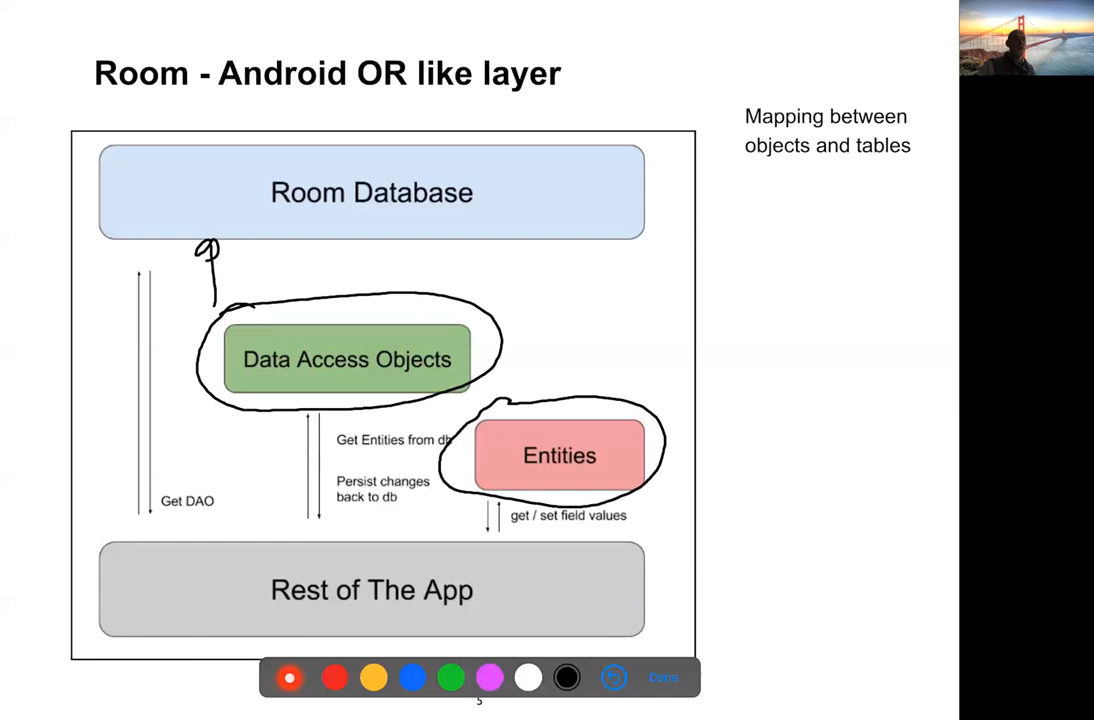 Room - Android OR like layer
Mapping between
objects and tables
Room Database
Data Access Objects
Get Entities from db
Entities
Persist changes
back to db
Get DAO
get / set field values
Rest of The App
Done
5